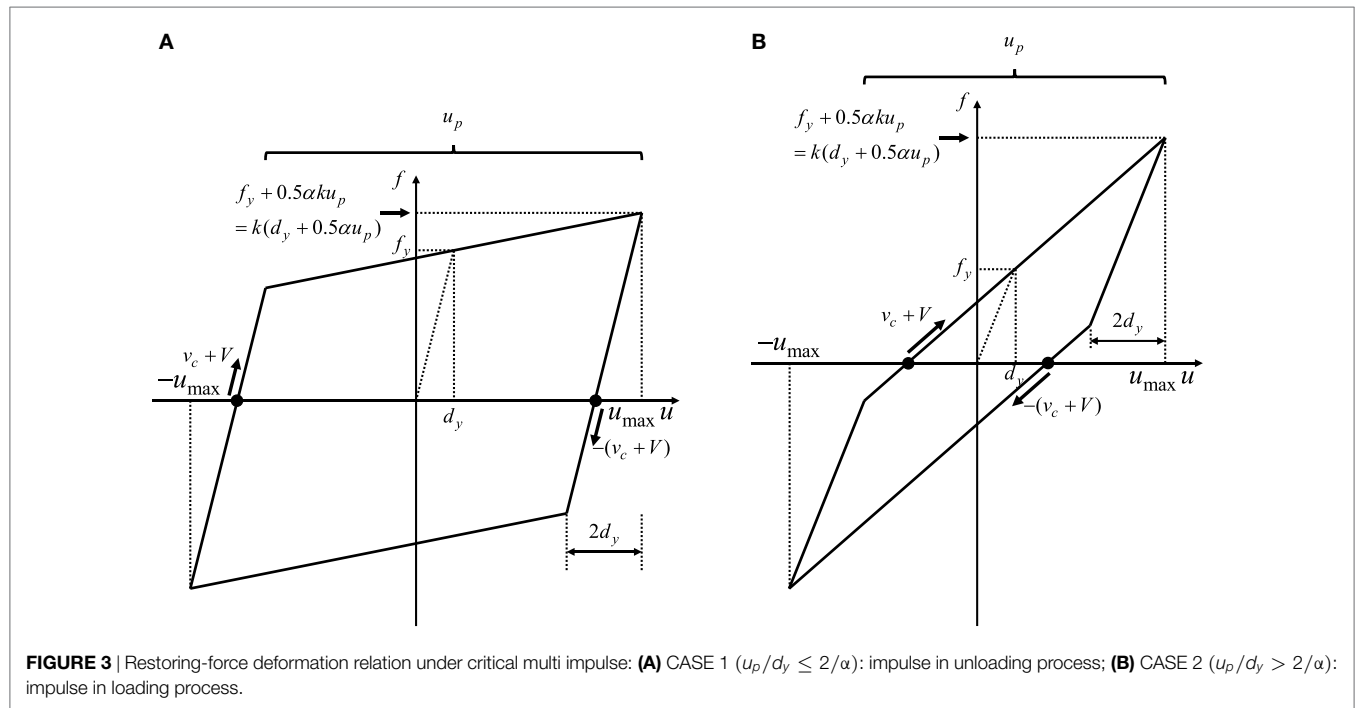 A
u_p
f
f_y + 0.5αku_p
= k(d_y + 0.5αu_p)
f_y
v_c + V
−u_max
d_y
u_max u
−(v_c + V)
2d_y
B
u_p
f
f_y + 0.5αku_p
= k(d_y + 0.5αu_p)
f_y
v_c + V
2d_y
−u_max
d_y
u_max u
−(v_c + V)
FIGURE 3 | Restoring-force deformation relation under critical multi impulse: (A) CASE 1 (u_p/d_y ≤ 2/α): impulse in unloading process; (B) CASE 2 (u_p/d_y > 2/α):
impulse in loading process.